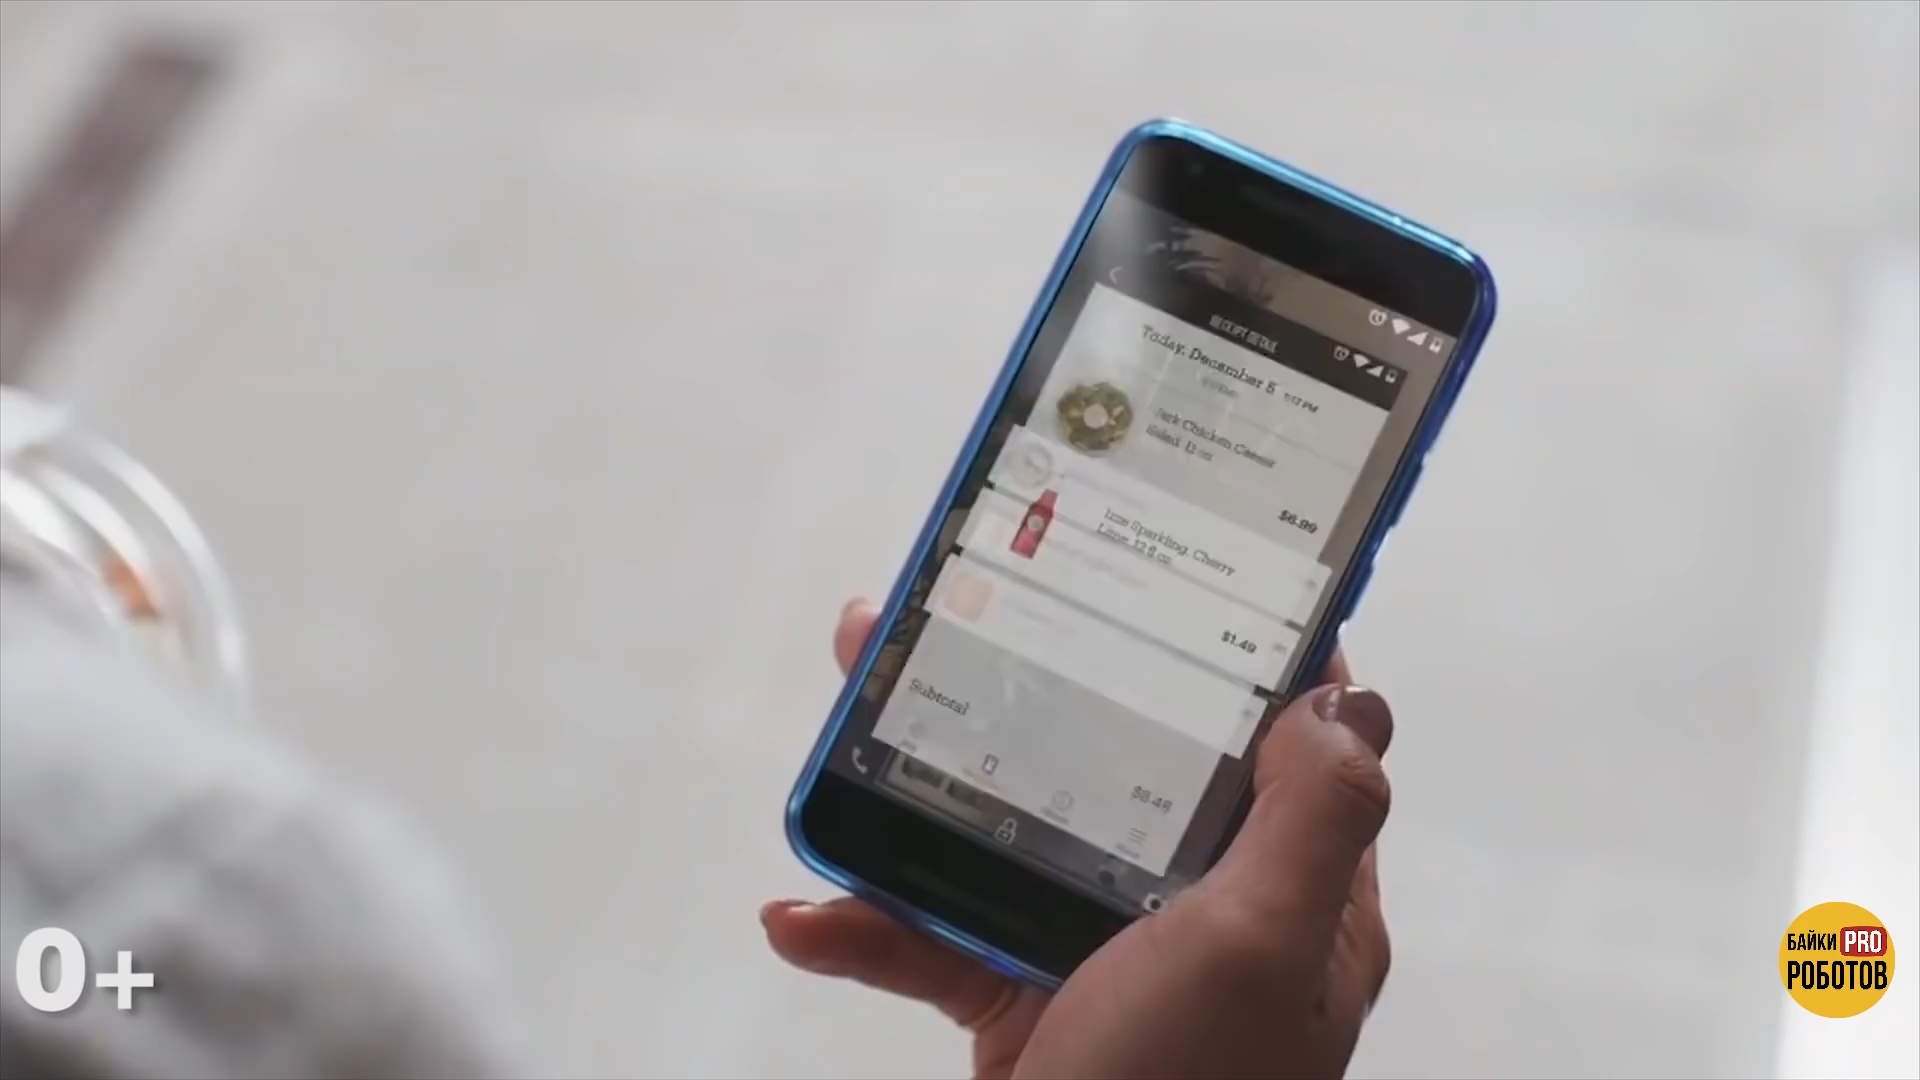 RECEIPT DETAIL
Today, December 5
Jerk Chicken Caesar
Salad, 12 oz
$6.99
Izze Sparkling, Cherry
Lime, 12 fl oz
$1.49
Subtotal
$8.48
0+
БАЙКИ PRO
РОБОТОВ